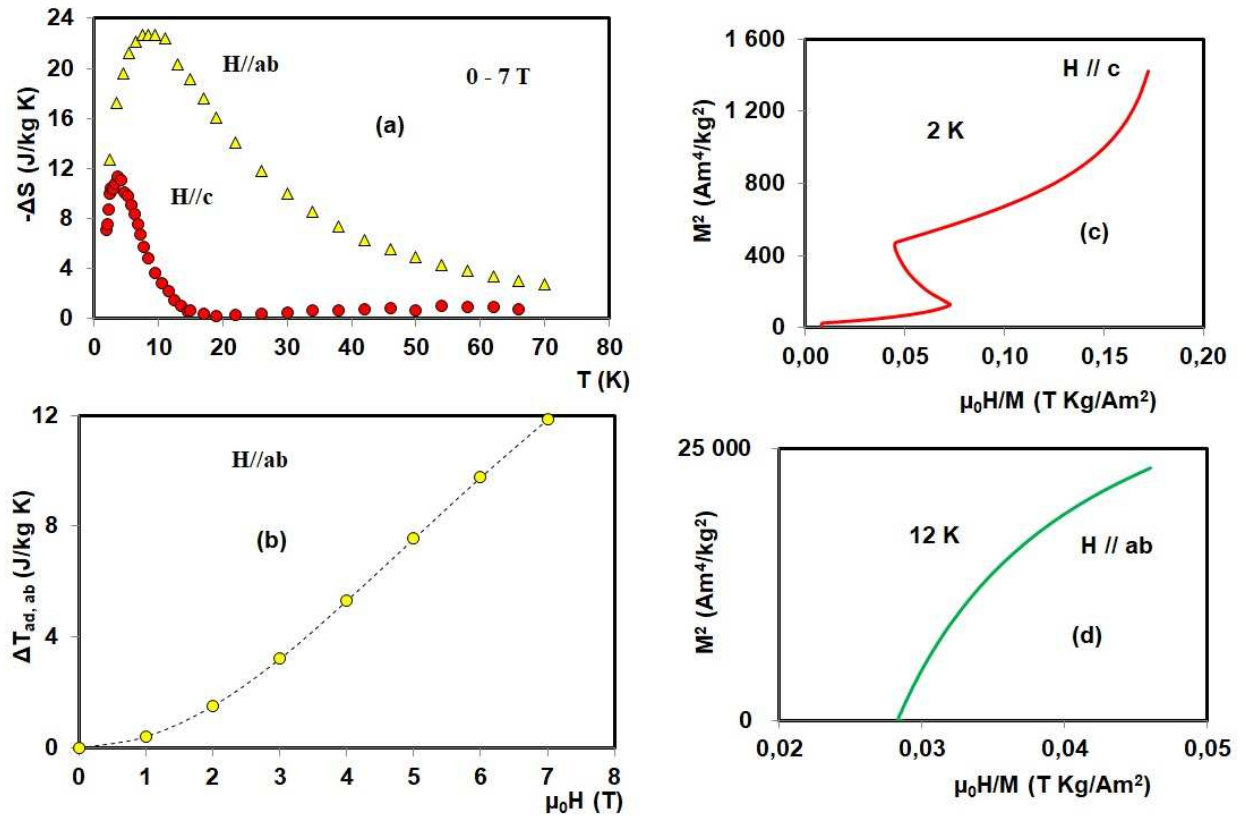 24
20
16
12
8
4
0
-ΔS (J/kg K)
H//ab
0 - 7 T
(a)
H//c
0 10 20 30 40 50 60 70 80
T (K)
1 600
1 200
800
400
0
M² (Am⁴/kg²)
H // c
2 K
(c)
0,00 0,05 0,10 0,15 0,20
µ₀H/M (T Kg/Am²)
12
8
4
0
ΔT_ad, ab (J/kg K)
H//ab
(b)
0 1 2 3 4 5 6 7 8
µ₀H (T)
25 000
0
M² (Am⁴/kg²)
12 K
H // ab
(d)
0,02 0,03 0,04 0,05
µ₀H/M (T Kg/Am²)